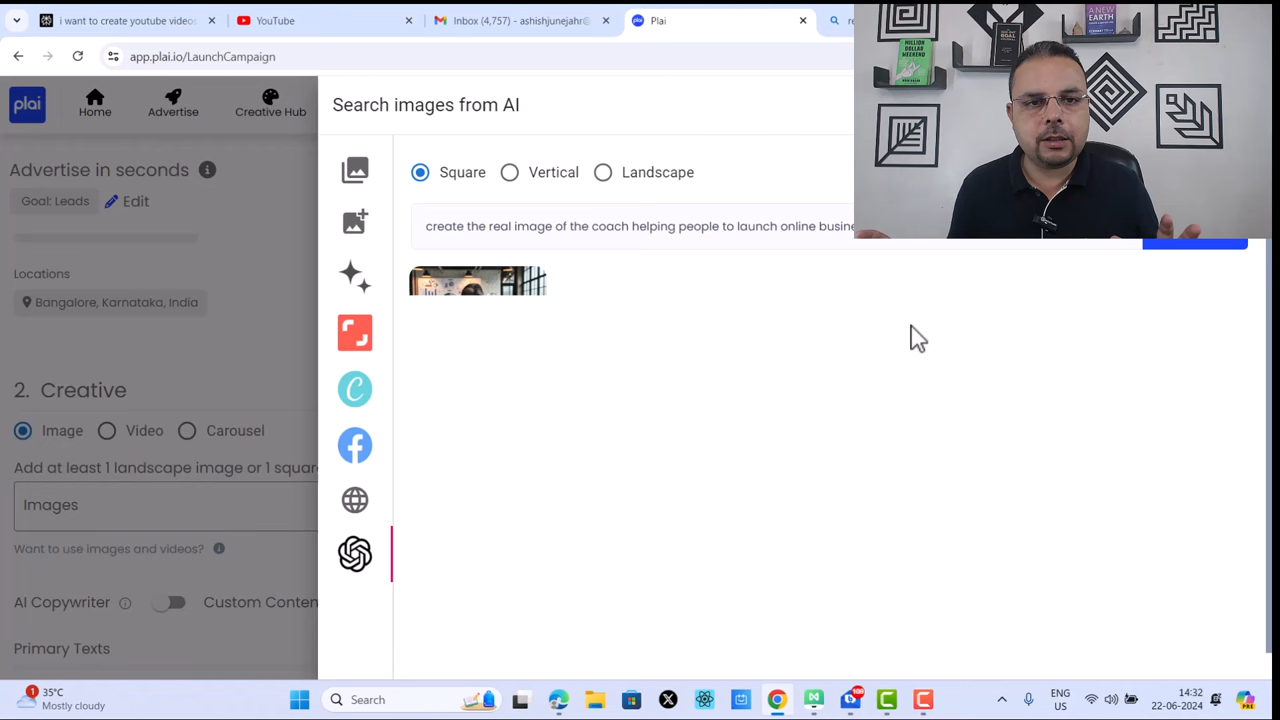 i want to create youtube videos
YouTube
Inbox (4,757) - ashishjunejahr@
Plai
app.plai.io/LaunchCampaign
MILLION
DOLLAR
WEEKEND
A NEW
EARTH
plai
Home
Advertise
Creative Hub
Search images from AI
Advertise in seconds
Goal: Leads
Edit
Square
Vertical
Landscape
create the real image of the coach helping people to launch online busine
Locations
Bangalore, Karnataka, India
2. Creative
Image
Video
Carousel
Add at least 1 landscape image or 1 squar
Images
Want to use images and videos?
AI Copywriter
Custom Conten
Primary Texts
1
35°C
Mostly cloudy
Search
100
ENG
US
14:32
22-06-2024
PRE